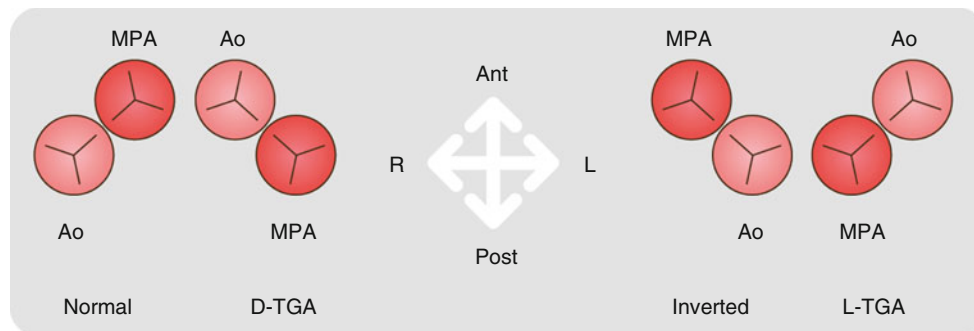 MPA Ao
Ant
MPA Ao
R L
Ao MPA
Post
Ao MPA
Normal D-TGA
Inverted L-TGA